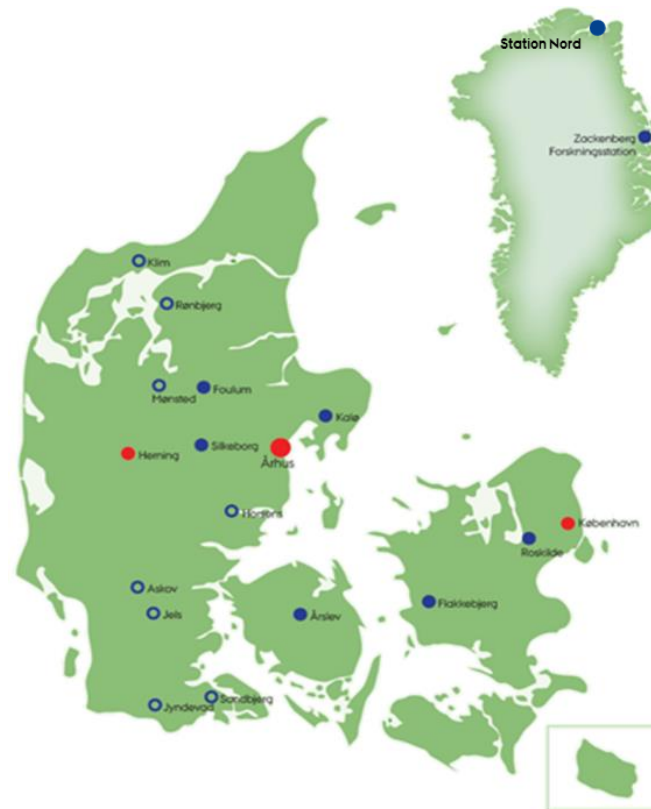 Station Nord
Zackenberg
Forskningsstation
Klim
Rønbjerg
Mønsted
Foulum
Kalø
Herning
Silkeborg
Århus
Horsens
København
Roskilde
Askov
Jels
Årslev
Flakkebjerg
Jyndevad
Sandbjerg